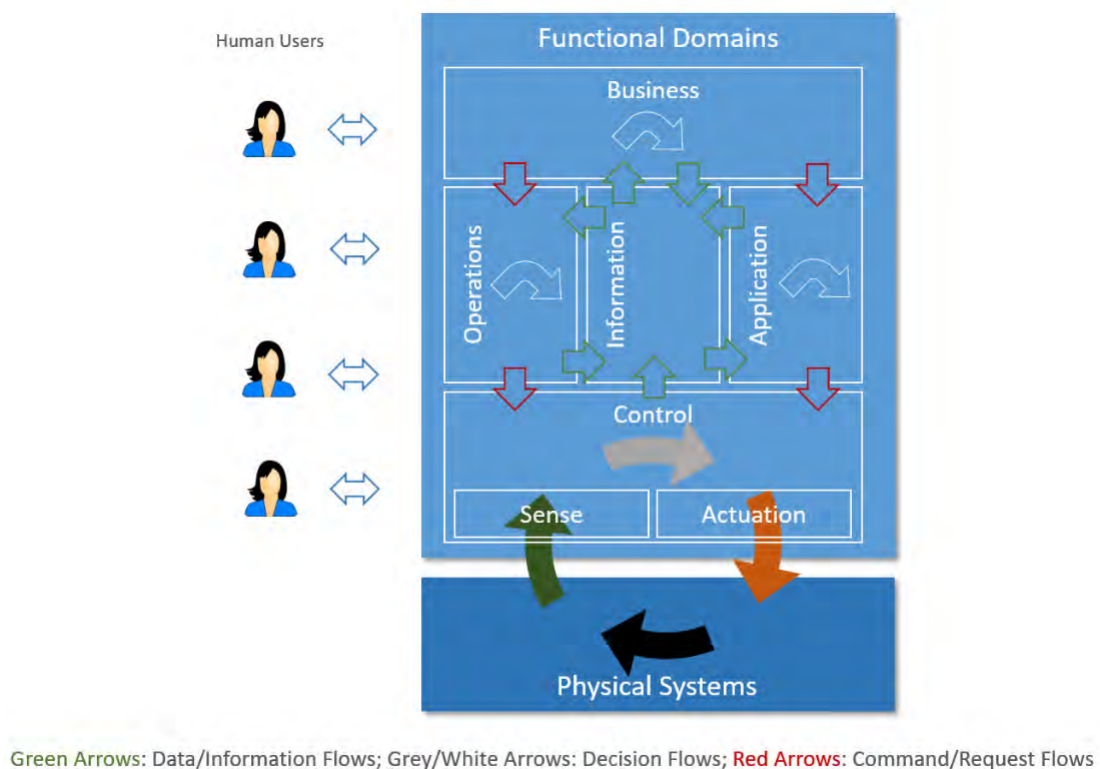 Human Users
Functional Domains
Business
Operations
Information
Application
Control
Sense
Actuation
Physical Systems
Green Arrows: Data/Information Flows; Grey/White Arrows: Decision Flows; Red Arrows: Command/Request Flows